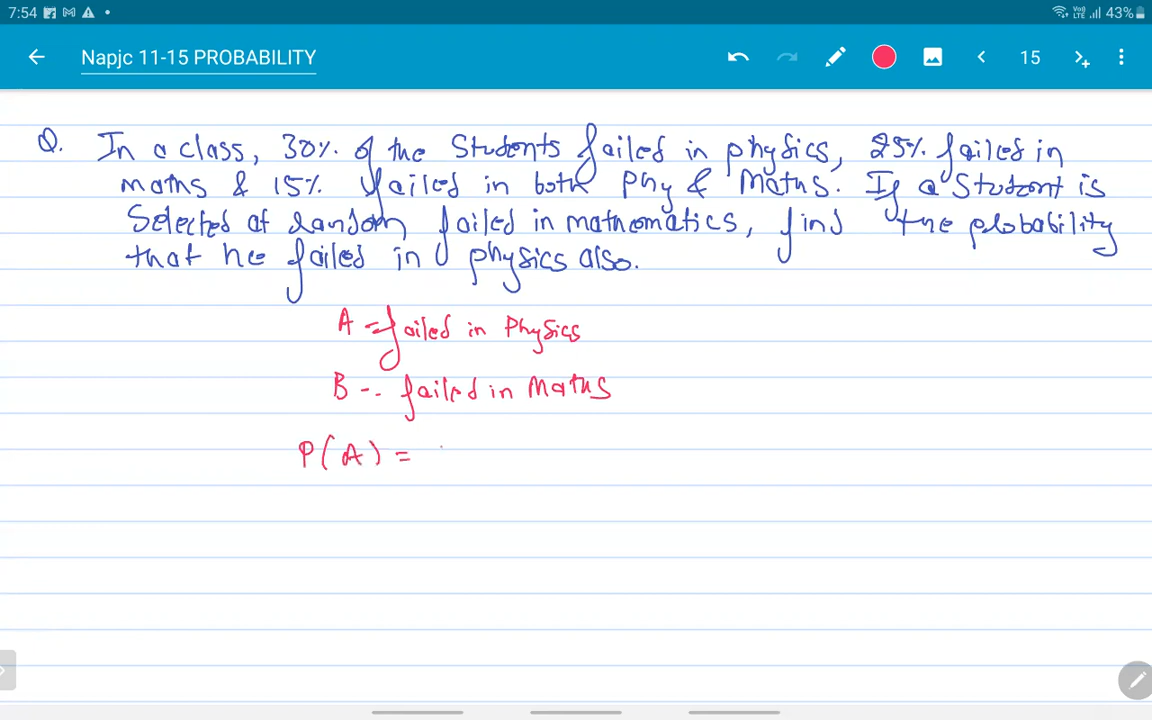 7:54 43%
Napjc 11-15 PROBABILITY 15
Q. In a class, 30% of the Students failed in physics, 25% failed in
maths & 15% failed in both Phy & Maths. If a Student is
Selected at random failed in mathematics, find the probability
that he failed in physics also.
A = failed in Physics
B -- failed in Maths
P(A) =